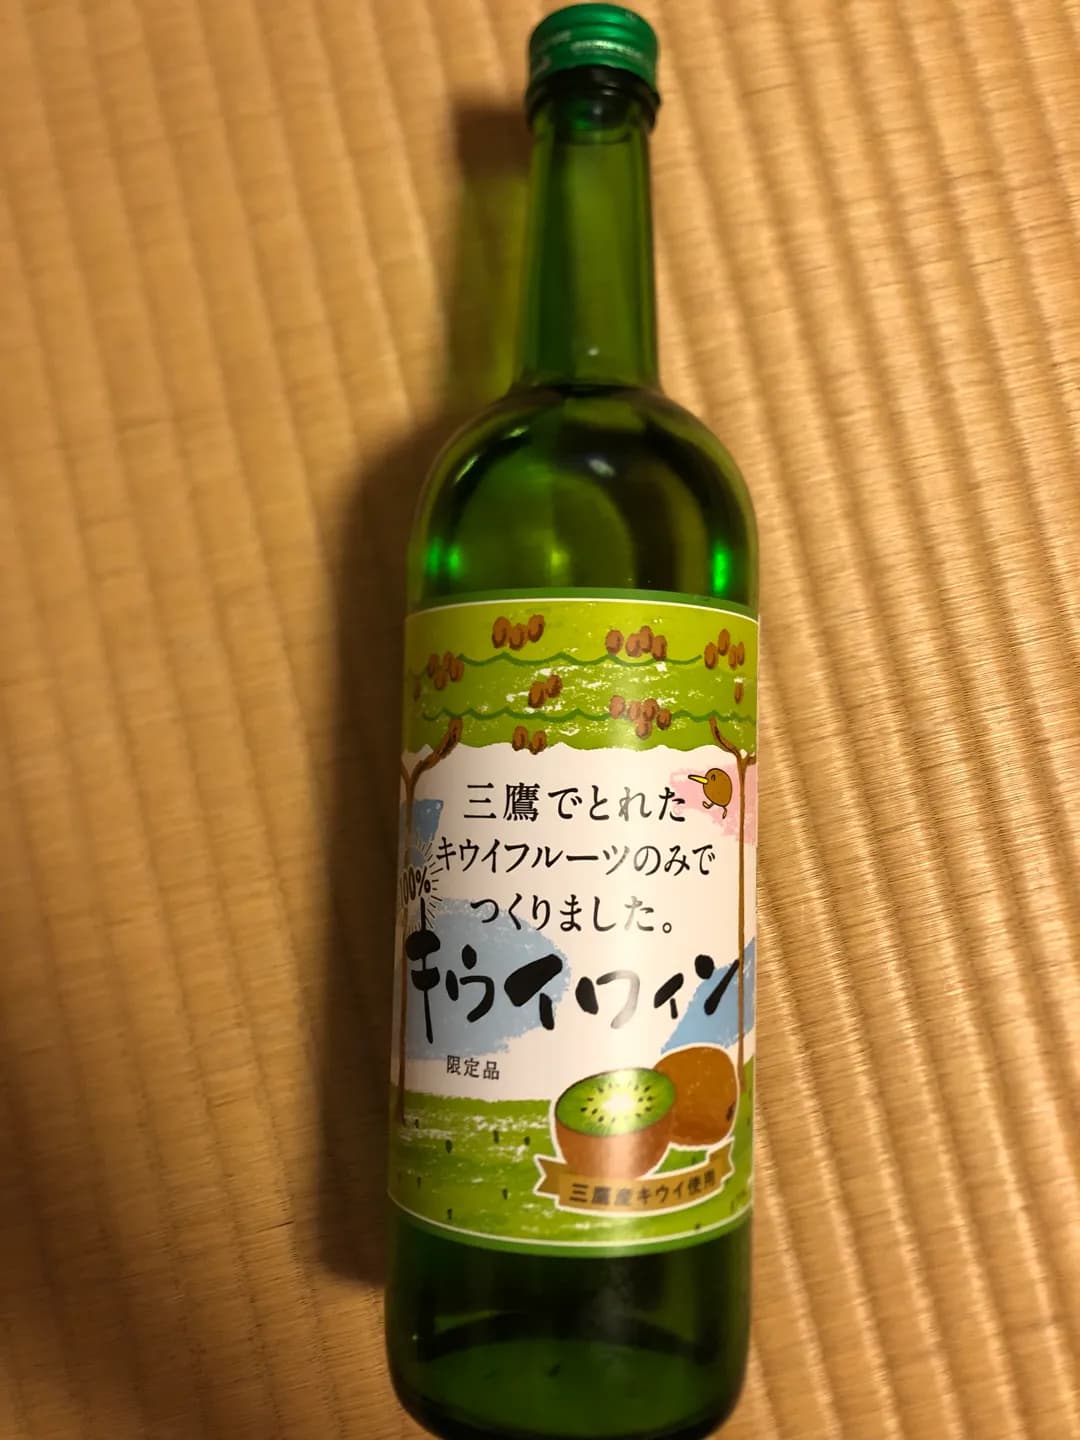 三鷹でとれた
キウイフルーツのみで
つくりました。
100%
キウイワイン
限定品
三鷹産キウイ使用